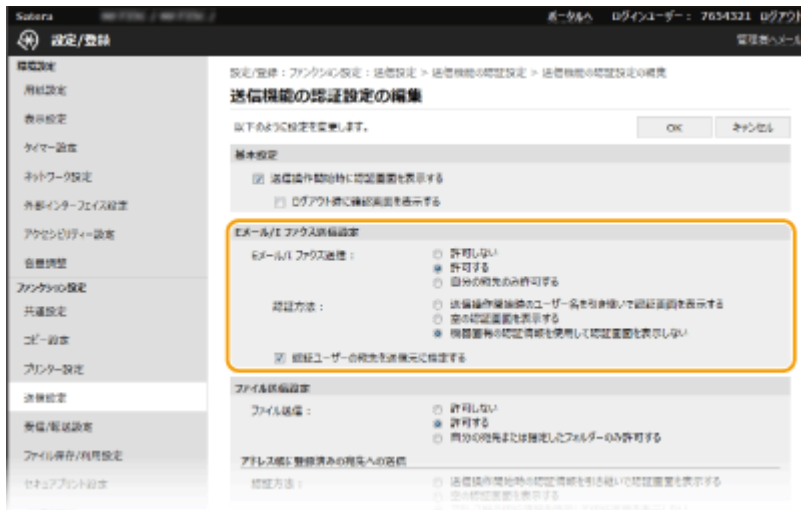 Satera
ポータルへ ログインユーザー： 7654321 ログアウト
設定/登録
管理者へメール
環境設定
用紙設定
表示設定
タイマー設定
ネットワーク設定
外部インターフェイス設定
アクセシビリティー設定
音量調整
ファンクション設定
共通設定
コピー設定
プリンター設定
送信設定
受信/転送設定
ファイル保存/利用設定
セキュアプリント設定
設定/登録：ファンクション設定：送信設定 > 送信機能の認証設定 > 送信機能の認証設定の編集
送信機能の認証設定の編集
以下のように設定を変更します。
OK キャンセル
基本設定
送信操作開始時に認証画面を表示する
ログアウト時に確認画面を表示する
Eメール/I ファクス送信設定
Eメール/I ファクス送信：
許可しない
許可する
自分の宛先のみ許可する
認証方法：
送信操作開始時のユーザー名を引き継いで認証画面を表示する
空の認証画面を表示する
機器固有の認証情報を使用して認証画面を表示しない
認証ユーザーの宛先を送信元に指定する
ファイル送信設定
ファイル送信：
許可しない
許可する
自分の宛先または指定したフォルダーのみ許可する
アドレス帳に登録済みの宛先への送信
認証方法：
送信操作開始時の認証情報を引き継いで認証画面を表示する
空の認証画面を表示する